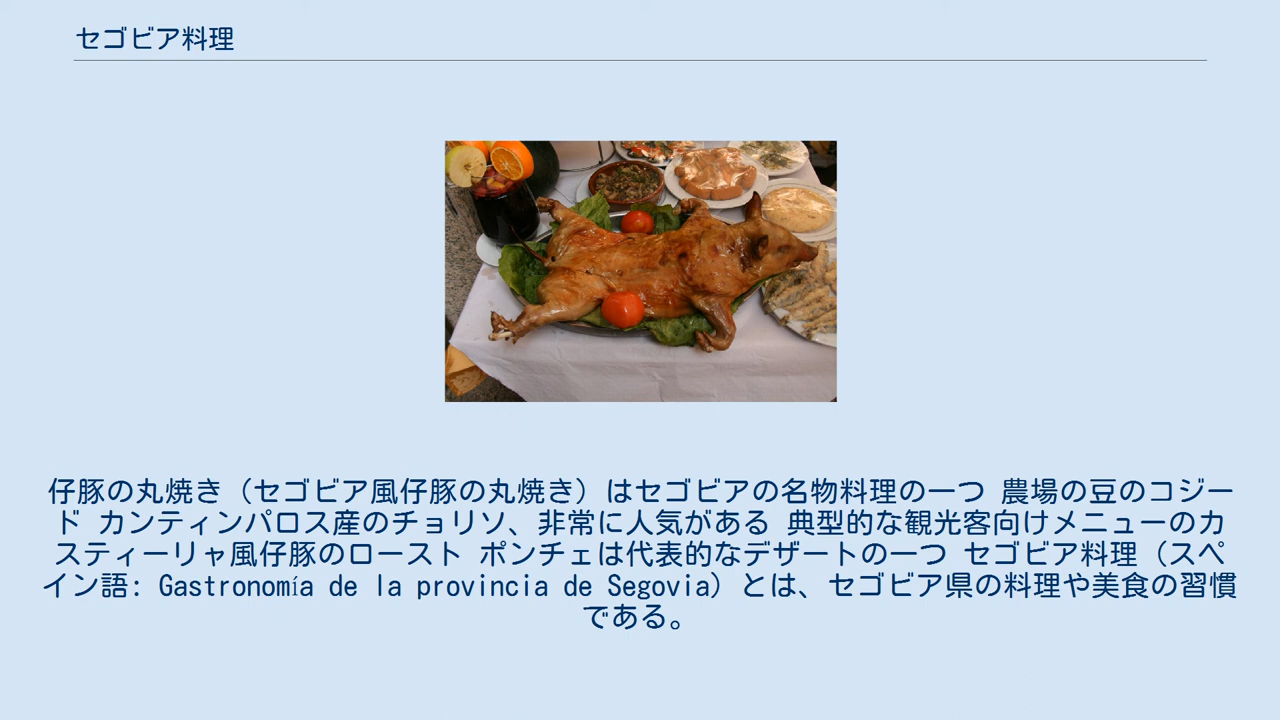 セゴビア料理
仔豚の丸焼き（セゴビア風仔豚の丸焼き）はセゴビアの名物料理の一つ 農場の豆のコジー
ド カンティンパロス産のチョリソ、非常に人気がある 典型的な観光客向けメニューのカ
スティーリャ風仔豚のロースト ポンチェは代表的なデザートの一つ セゴビア料理（スペ
イン語: Gastronomía de la provincia de Segovia）とは、セゴビア県の料理や美食の習慣
である。